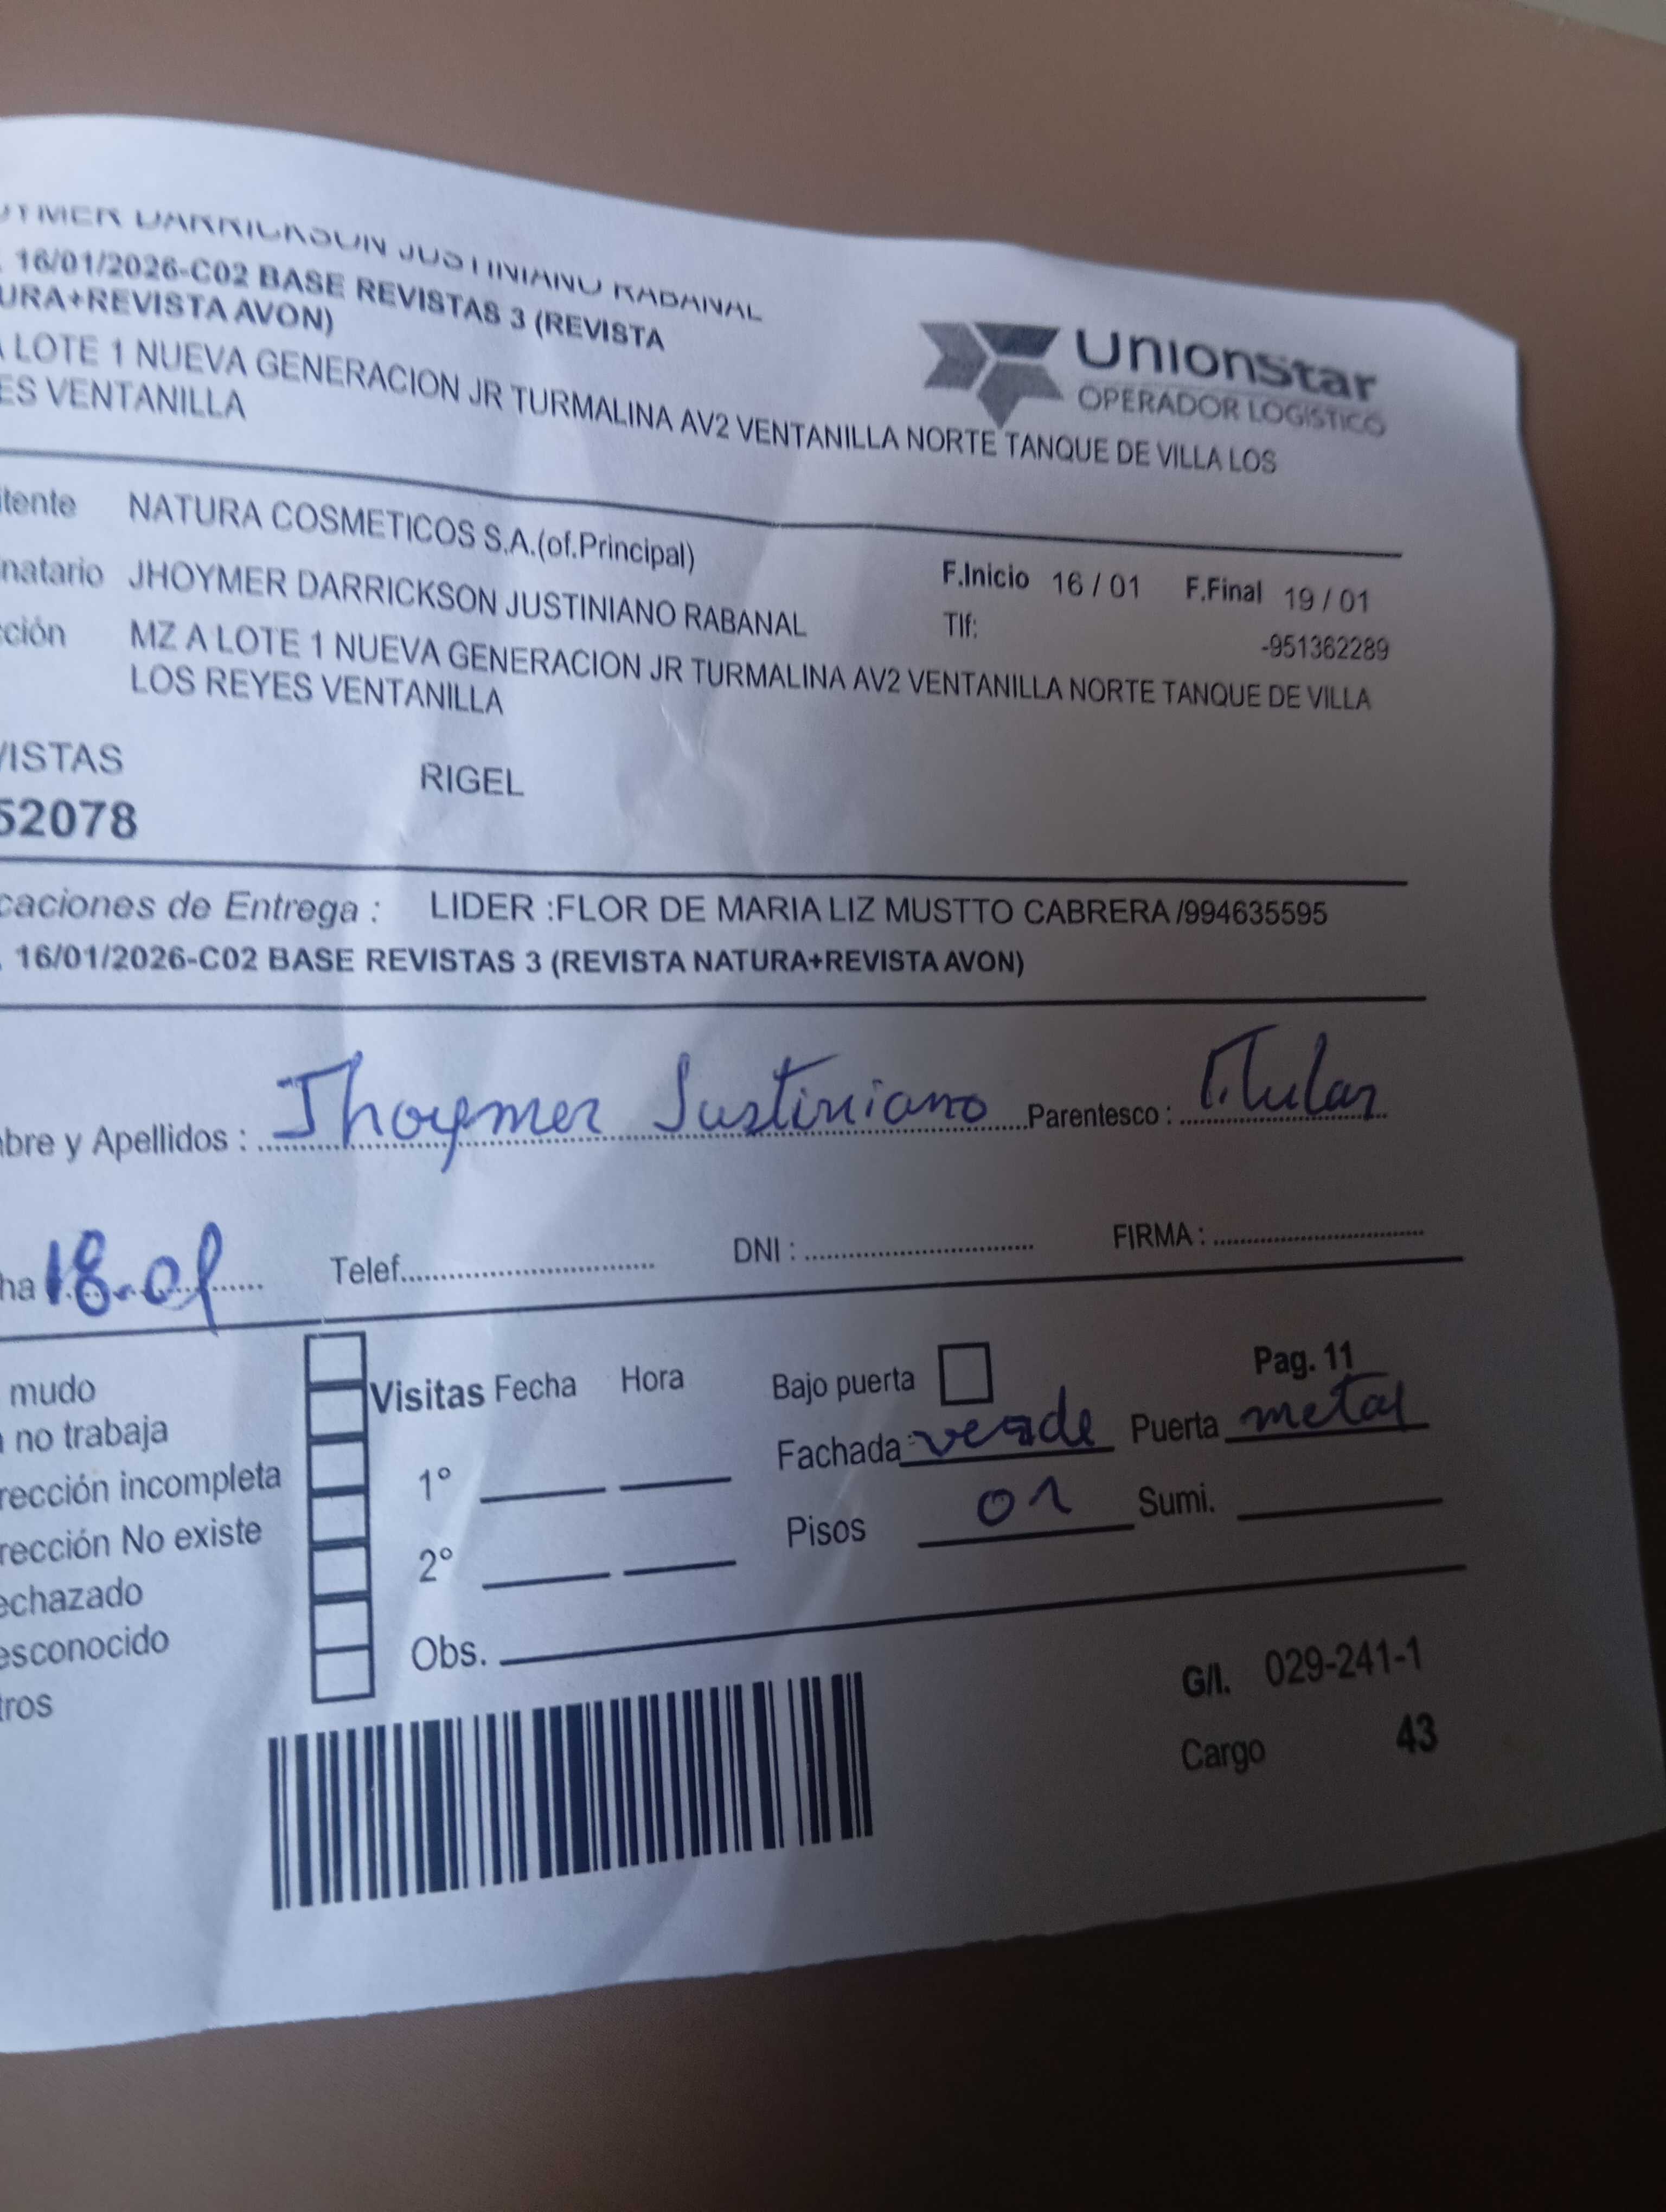 JHOYMER DARRICKSON JUSTINIANO RABANAL
16/01/2026-C02 BASE REVISTAS 3 (REVISTA
URA+REVISTA AVON)
LOTE 1 NUEVA GENERACION JR TURMALINA AV2 VENTANILLA NORTE TANQUE DE VILLA LOS
ES VENTANILLA
UnionStar
OPERADOR LOGÍSTICO
itente NATURA COSMETICOS S.A.(of.Principal)
natario JHOYMER DARRICKSON JUSTINIANO RABANAL
F.Inicio 16 / 01 F.Final 19 / 01
Tlf: -951362289
cción MZ A LOTE 1 NUEVA GENERACION JR TURMALINA AV2 VENTANILLA NORTE TANQUE DE VILLA
LOS REYES VENTANILLA
VISTAS RIGEL
52078
caciones de Entrega : LIDER :FLOR DE MARIA LIZ MUSTTO CABRERA /994635595
16/01/2026-C02 BASE REVISTAS 3 (REVISTA NATURA+REVISTA AVON)
bre y Apellidos : Jhoymer Justiniano Parentesco : Titular
ha 18-01 Telef. DNI : FIRMA :
mudo
no trabaja
rección incompleta
rección No existe
echazado
esconocido
tros
Visitas Fecha Hora
1°
2°
Obs.
Bajo puerta Pag. 11
Fachada verde Puerta metal
Pisos 01 Sumi.
G/I. 029-241-1
Cargo 43